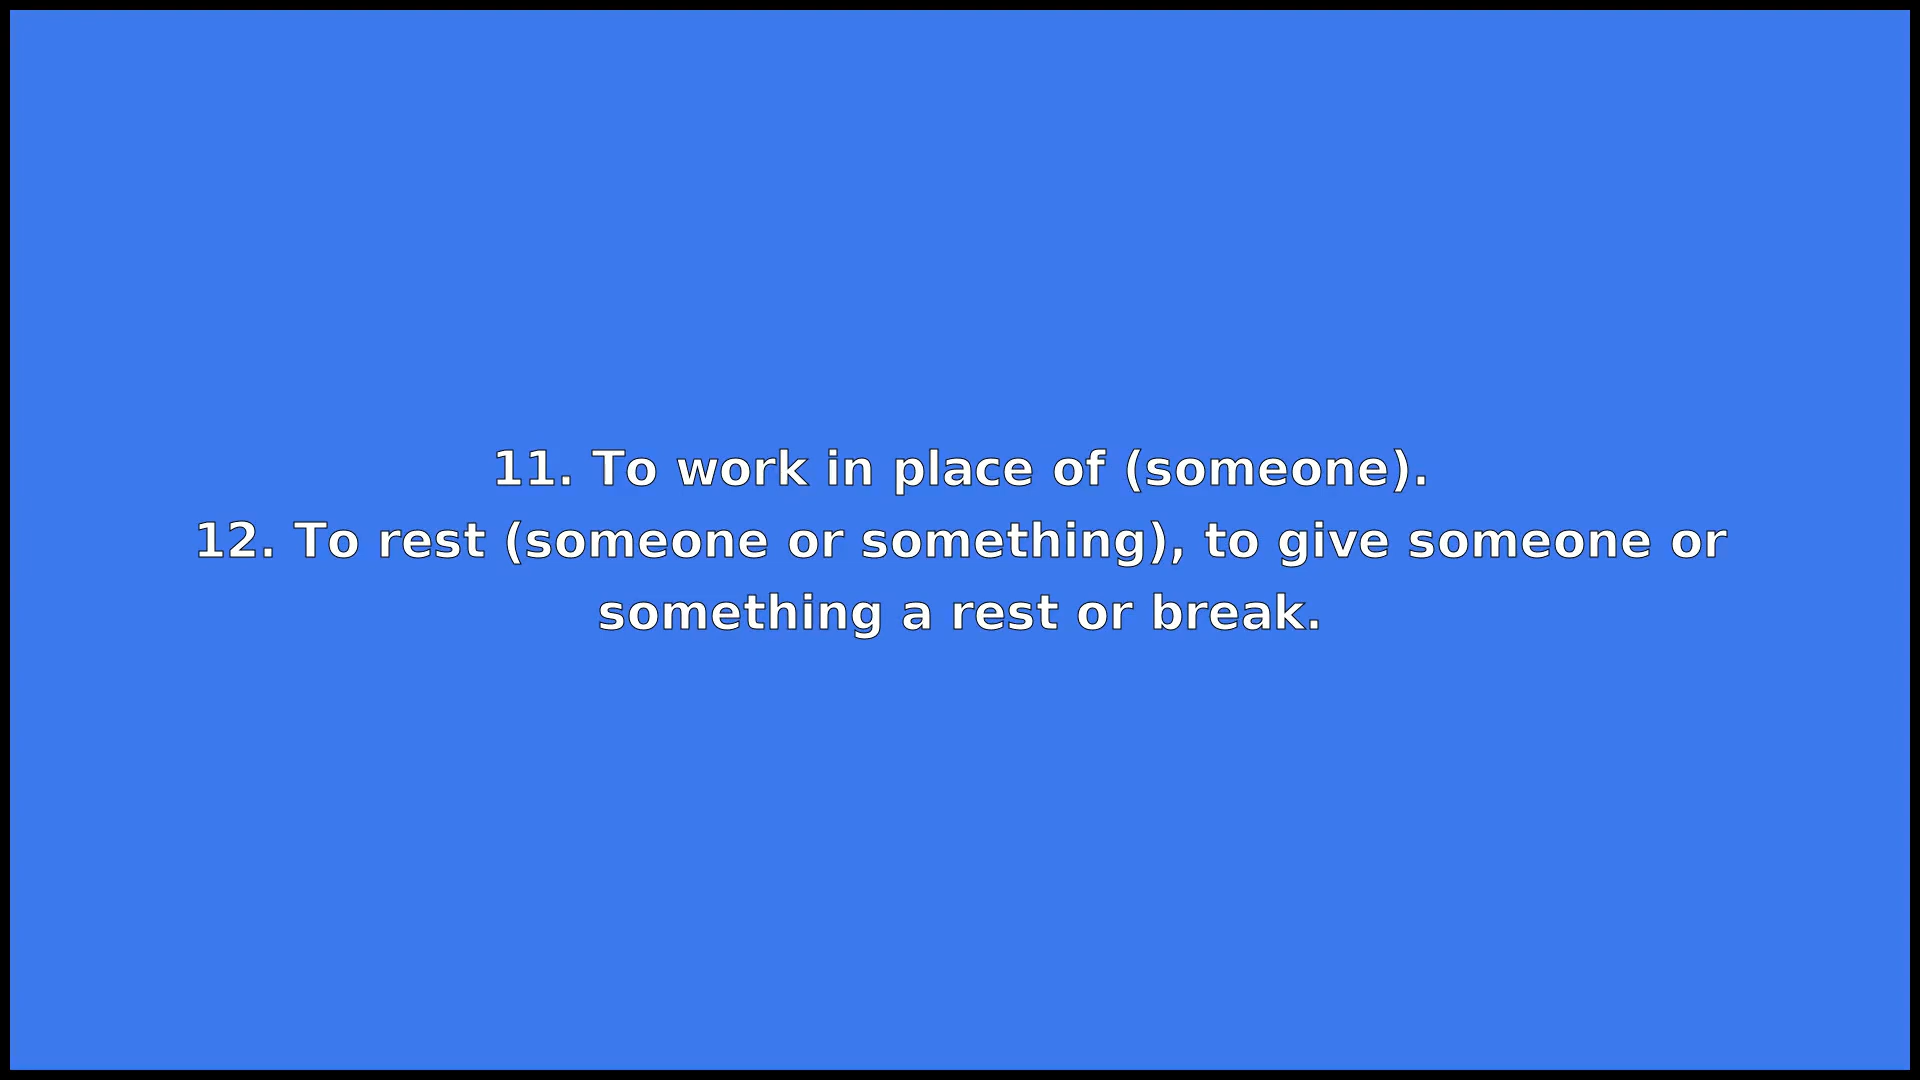 11. To work in place of (someone).
12. To rest (someone or something), to give someone or
something a rest or break.